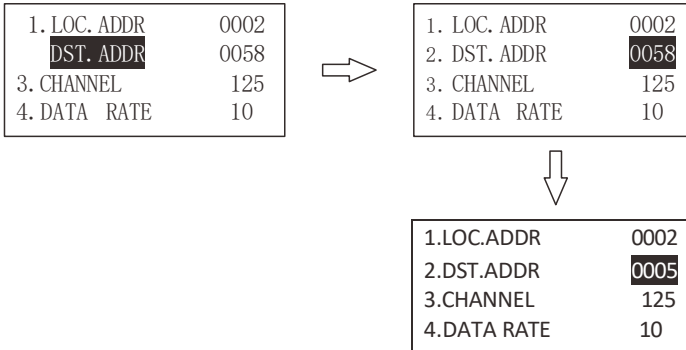 1.LOC.ADDR 0002
DST.ADDR 0058
3.CHANNEL 125
4.DATA RATE 10
1. LOC. ADDR 0002
2. DST. ADDR 0058
3. CHANNEL 125
4. DATA RATE 10
1.LOC.ADDR 0002
2.DST.ADDR 0005
3.CHANNEL 125
4.DATA RATE 10